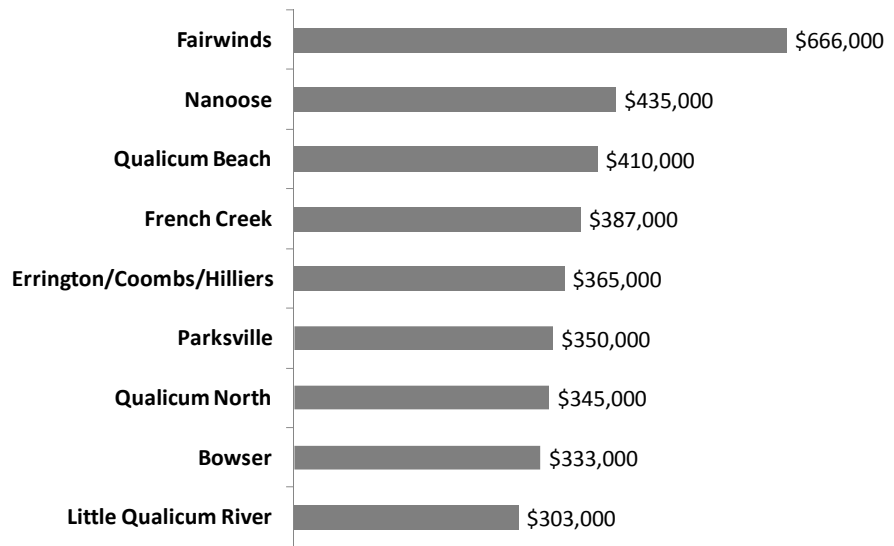 Fairwinds $666,000
Nanoose $435,000
Qualicum Beach $410,000
French Creek $387,000
Errington/Coombs/Hilliers $365,000
Parksville $350,000
Qualicum North $345,000
Bowser $333,000
Little Qualicum River $303,000